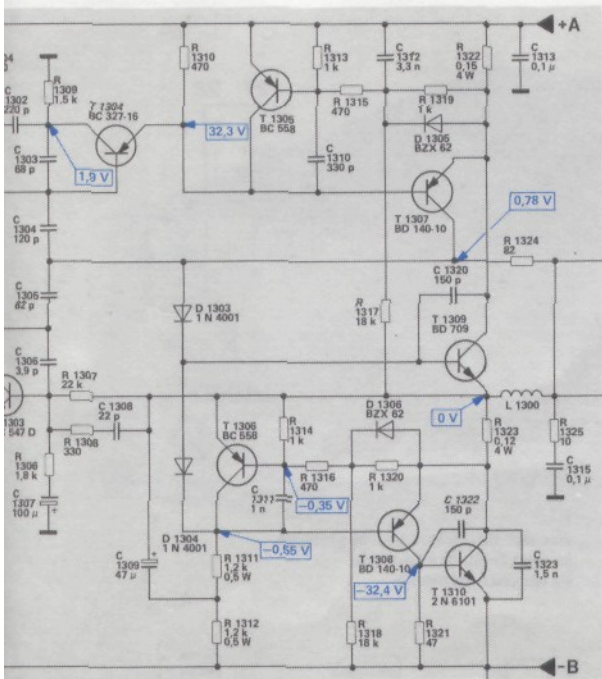 +A
R
1310
470
R
1313
1 k
C
1312
3,3 n
R
1322
0,15
4 W
C
1313
0,1 µ
R
1309
1.5 k
C
1302
220 p
T 1304
BC 327-16
32,3 V
T 1305
BC 558
R 1315
470
R 1319
1 k
D 1305
BZX 62
C
1303
68 p
1,9 V
C
1310
330 p
T 1307
BD 140-10
0,78 V
C
1304
120 p
R 1324
82
C 1320
150 p
D 1303
1 N 4001
R
1317
18 k
T 1309
BD 709
C
1305
82 p
C
1306
3,9 p
R 1307
22 k
C 1308
22 p
1303
547 D
R 1308
330
T 1306
BC 558
R
1314
1 k
D 1306
BZX 62
0 V
L 1300
R
1323
0,12
4 W
R
1325
10
R
1306
1,8 k
R 1316
470
R 1320
1 k
C
1315
0,1 µ
C
1307
100 µ
+
C
1311
1 n
-0,35 V
C 1322
150 p
D 1304
1 N 4001
-0,55 V
T 1308
BD 140-10
C
1309
47 µ
+
R 1311
1,2 k
0,5 W
-32,4 V
T 1310
2 N 6101
C
1323
1,5 n
R 1312
1,2 k
0,5 W
R
1318
18 k
R
1321
47
-B